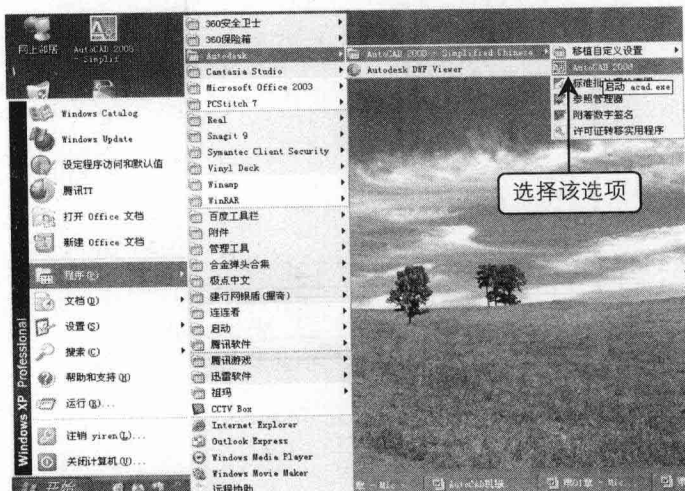 网上邻居
AutoCAD 2008
- Simplif
Windows Catalog
Windows Update
设定程序访问和默认值
腾讯TT
打开 Office 文档
新建 Office 文档
程序(P)
文档(D)
设置(S)
搜索(C)
帮助和支持(H)
运行(R)...
注销 yiren(L)...
关闭计算机(U)...
Windows XP Professional
开始
360安全卫士
360保险箱
Autodesk
Camtasia Studio
Microsoft Office 2003
PCStitch 7
Real
Snagit 9
Symantec Client Security
Vinyl Deck
Winamp
WinRAR
百度工具栏
附件
管理工具
合金弹头合集
极点中文
建行网银盾(握奇)
连连看
启动
腾讯软件
腾讯游戏
迅雷软件
祖玛
CCTV Box
Internet Explorer
Outlook Express
Windows Media Player
Windows Movie Maker
远程协助
AutoCAD 2008 - Simplified Chinese
Autodesk DWF Viewer
移植自定义设置
AutoCAD 2008
启动 acad.exe
参照管理器
附着数字签名
许可证转移实用程序
选择该选项
章 - Mic
AutoCAD机械
第01章 - Mic...